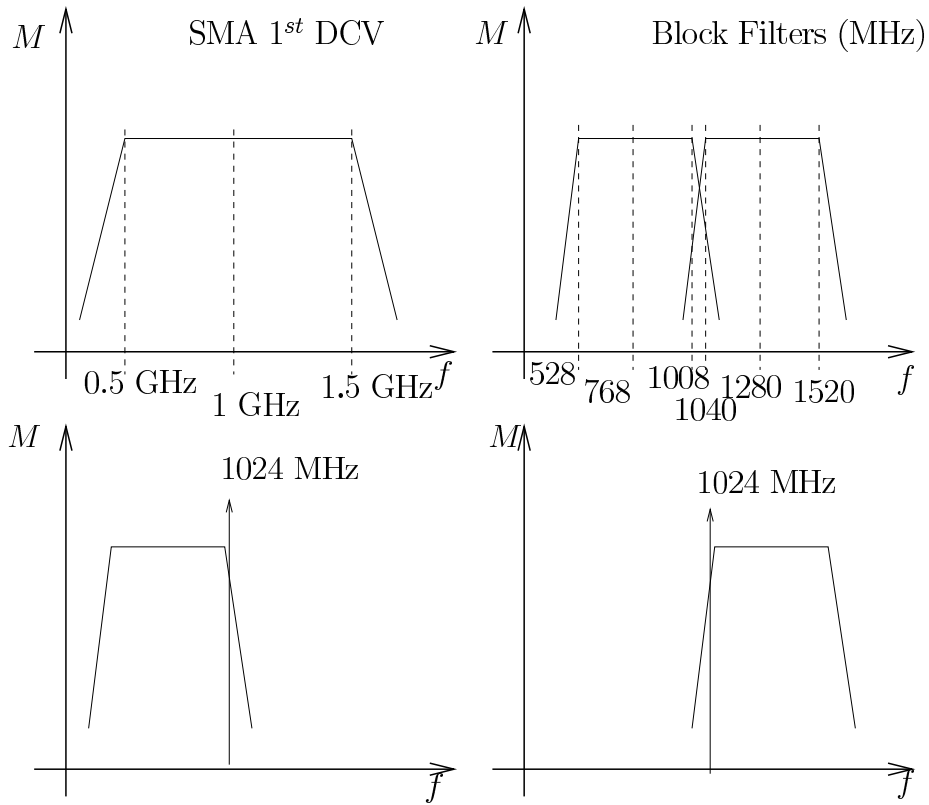 M
SMA 1st DCV
0.5 GHz
1 GHz
1.5 GHz
f
M
Block Filters (MHz)
528
768
1008
1040
1280
1520
f
M
1024 MHz
f
M
1024 MHz
f